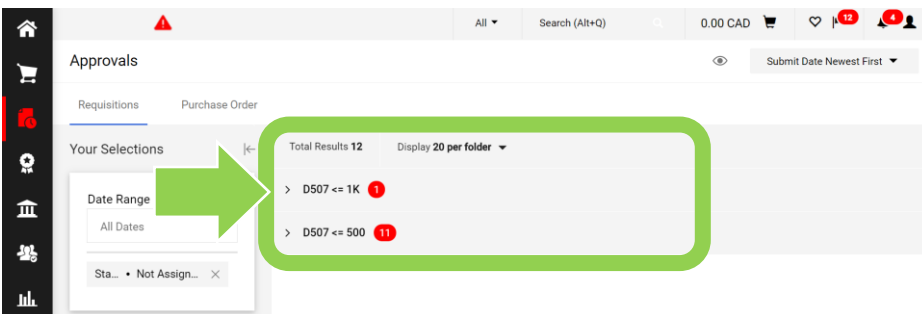 All Search (Alt+Q) 0.00 CAD 12 4
Approvals Submit Date Newest First
Requisitions Purchase Order
Your Selections
Total Results 12 Display 20 per folder
D507 <= 1K 1
Date Range
All Dates
D507 <= 500 11
Sta... • Not Assign...